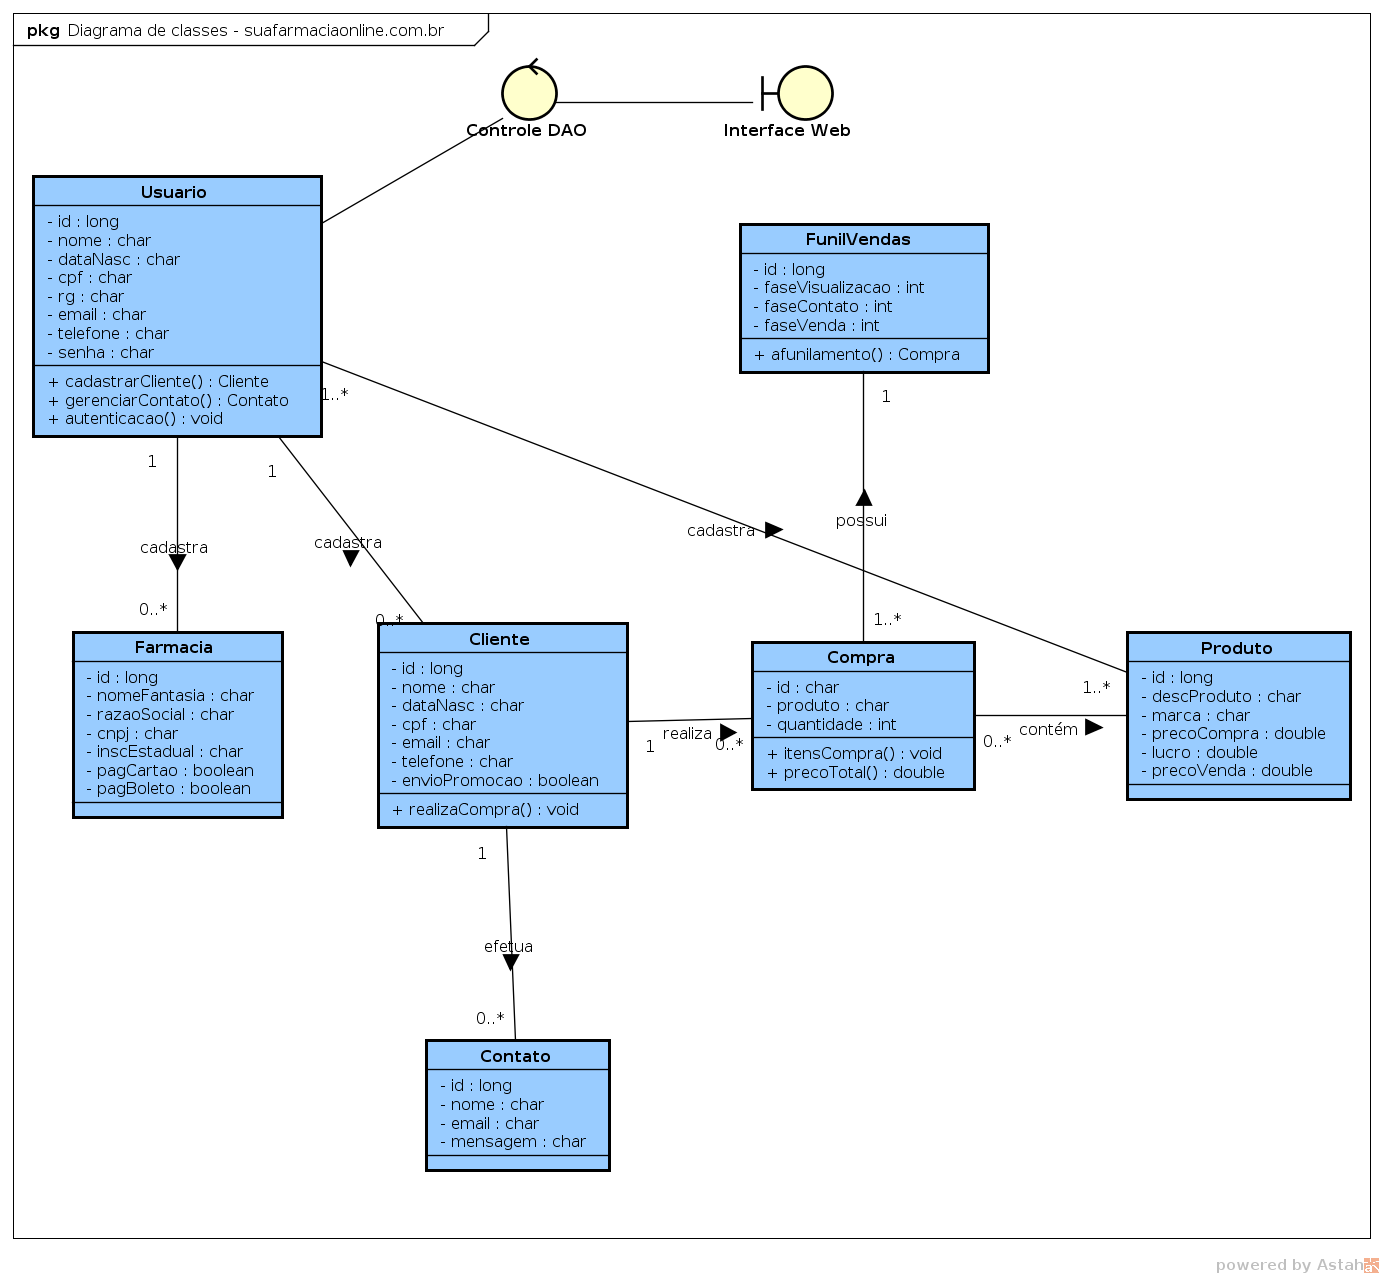 pkg Diagrama de classes - suafarmaciaonline.com.br
Controle DAO
Interface Web
Usuario
- id : long
- nome : char
- dataNasc : char
- cpf : char
- rg : char
- email : char
- telefone : char
- senha : char
+ cadastrarCliente() : Cliente
+ gerenciarContato() : Contato
+ autenticacao() : void
FunilVendas
- id : long
- faseVisualizacao : int
- faseContato : int
- faseVenda : int
+ afunilamento() : Compra
1..*
1
1
1
cadastra
cadastra
cadastra
possui
0..*
0..*
1..*
1..*
Farmacia
- id : long
- nomeFantasia : char
- razaoSocial : char
- cnpj : char
- inscEstadual : char
- pagCartao : boolean
- pagBoleto : boolean
Cliente
- id : long
- nome : char
- dataNasc : char
- cpf : char
- email : char
- telefone : char
- envioPromocao : boolean
+ realizaCompra() : void
1
realiza
0..*
Compra
- id : char
- produto : char
- quantidade : int
+ itensCompra() : void
+ precoTotal() : double
0..*
contém
Produto
- id : long
- descProduto : char
- marca : char
- precoCompra : double
- lucro : double
- precoVenda : double
1
efetua
0..*
Contato
- id : long
- nome : char
- email : char
- mensagem : char
powered by Astah